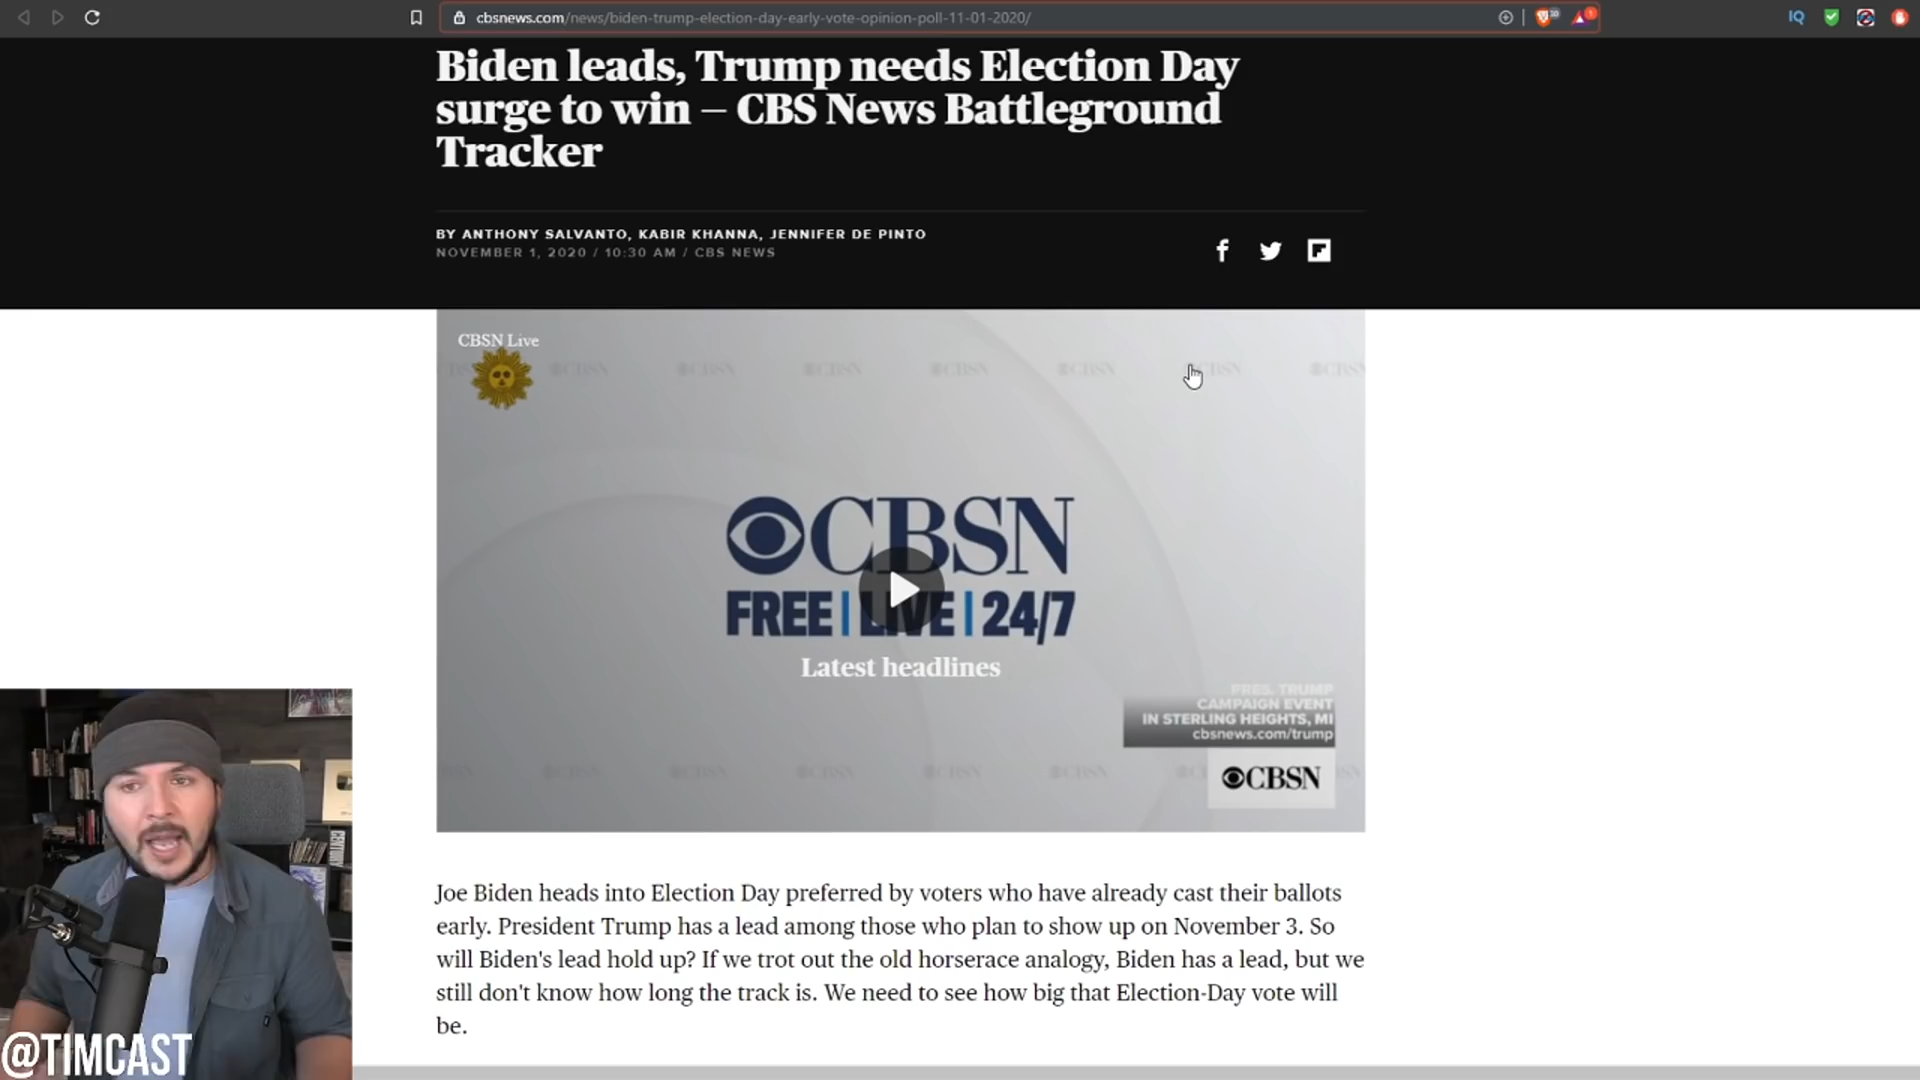 cbsnews.com/news/biden-trump-election-day-early-vote-opinion-poll-11-01-2020/
IQ
Biden leads, Trump needs Election Day
surge to win – CBS News Battleground
Tracker
BY ANTHONY SALVANTO, KABIR KHANNA, JENNIFER DE PINTO
NOVEMBER 1, 2020 / 10:30 AM / CBS NEWS
CBSN Live
CBSN
FREE | LIVE | 24/7
Latest headlines
PRES. TRUMP
CAMPAIGN EVENT
IN STERLING HEIGHTS, MI
cbsnews.com/trump
CBSN
Joe Biden heads into Election Day preferred by voters who have already cast their ballots
early. President Trump has a lead among those who plan to show up on November 3. So
will Biden's lead hold up? If we trot out the old horserace analogy, Biden has a lead, but we
still don't know how long the track is. We need to see how big that Election-Day vote will
be.
@TIMCAST